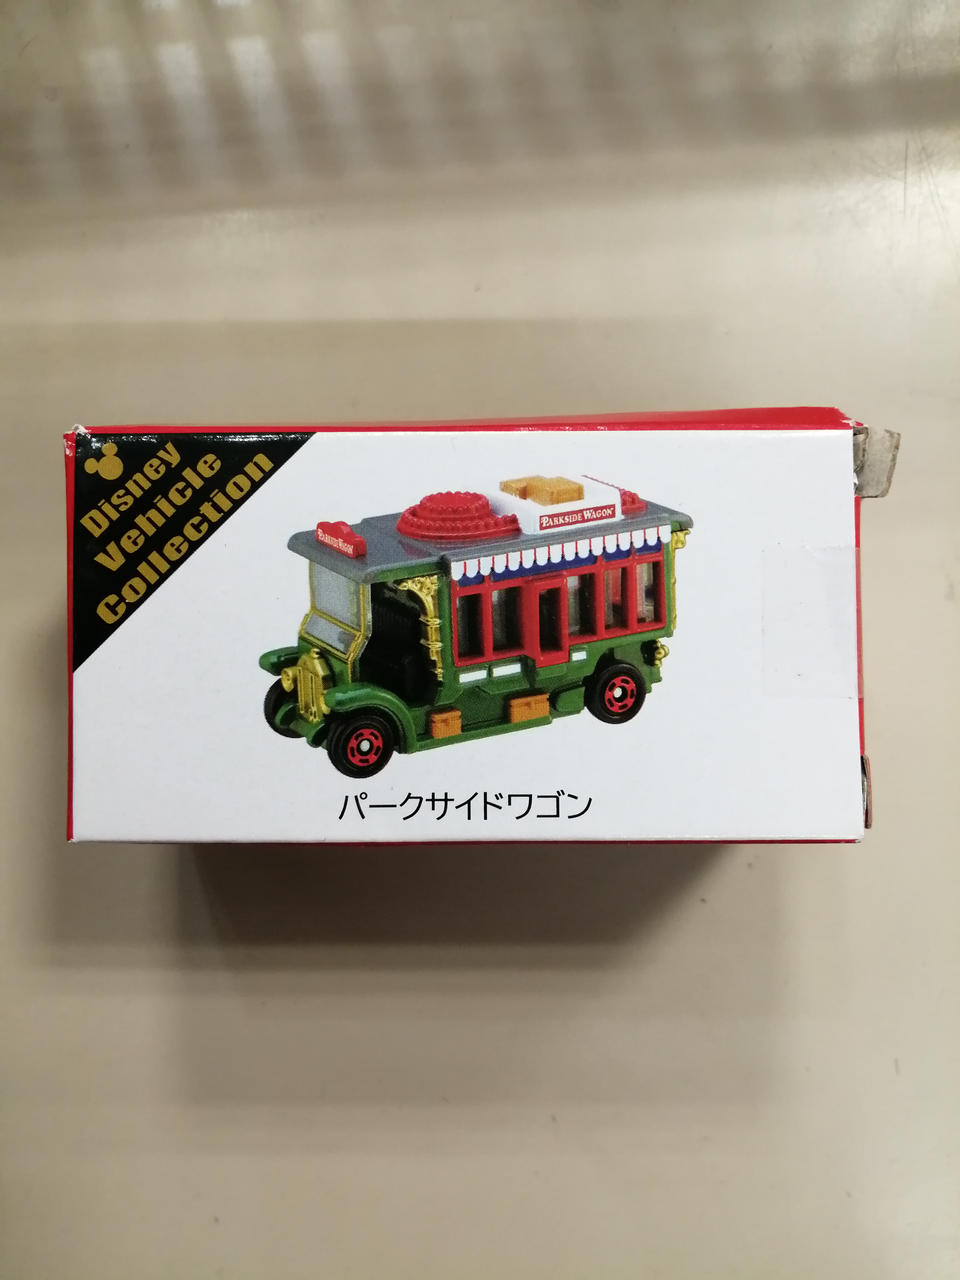 Disney
Vehicle
Collection
PARKSIDE WAGON
PARKSIDE WAGON
パークサイドワゴン